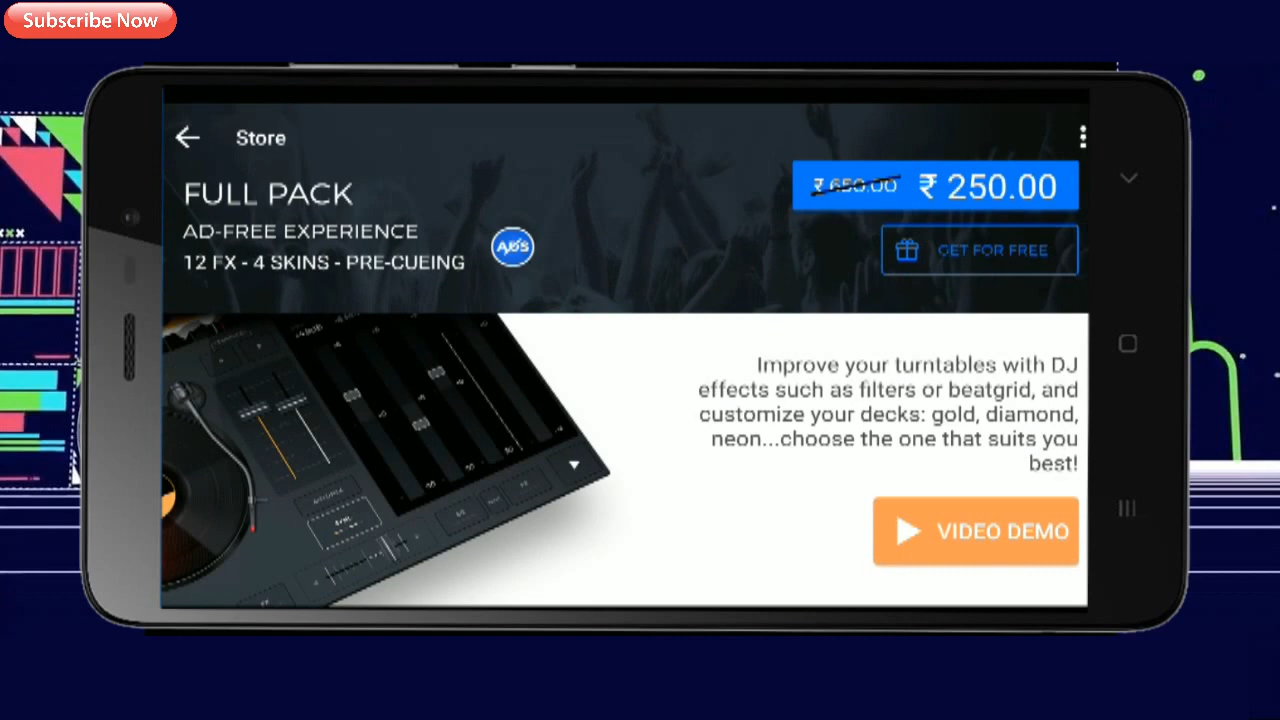 Subscribe Now
Store
FULL PACK
₹ 650.00 ₹ 250.00
AD-FREE EXPERIENCE
ADS
12 FX - 4 SKINS - PRE-CUEING
GET FOR FREE
Improve your turntables with DJ
effects such as filters or beatgrid, and
customize your decks: gold, diamond,
neon...choose the one that suits you
best!
VIDEO DEMO